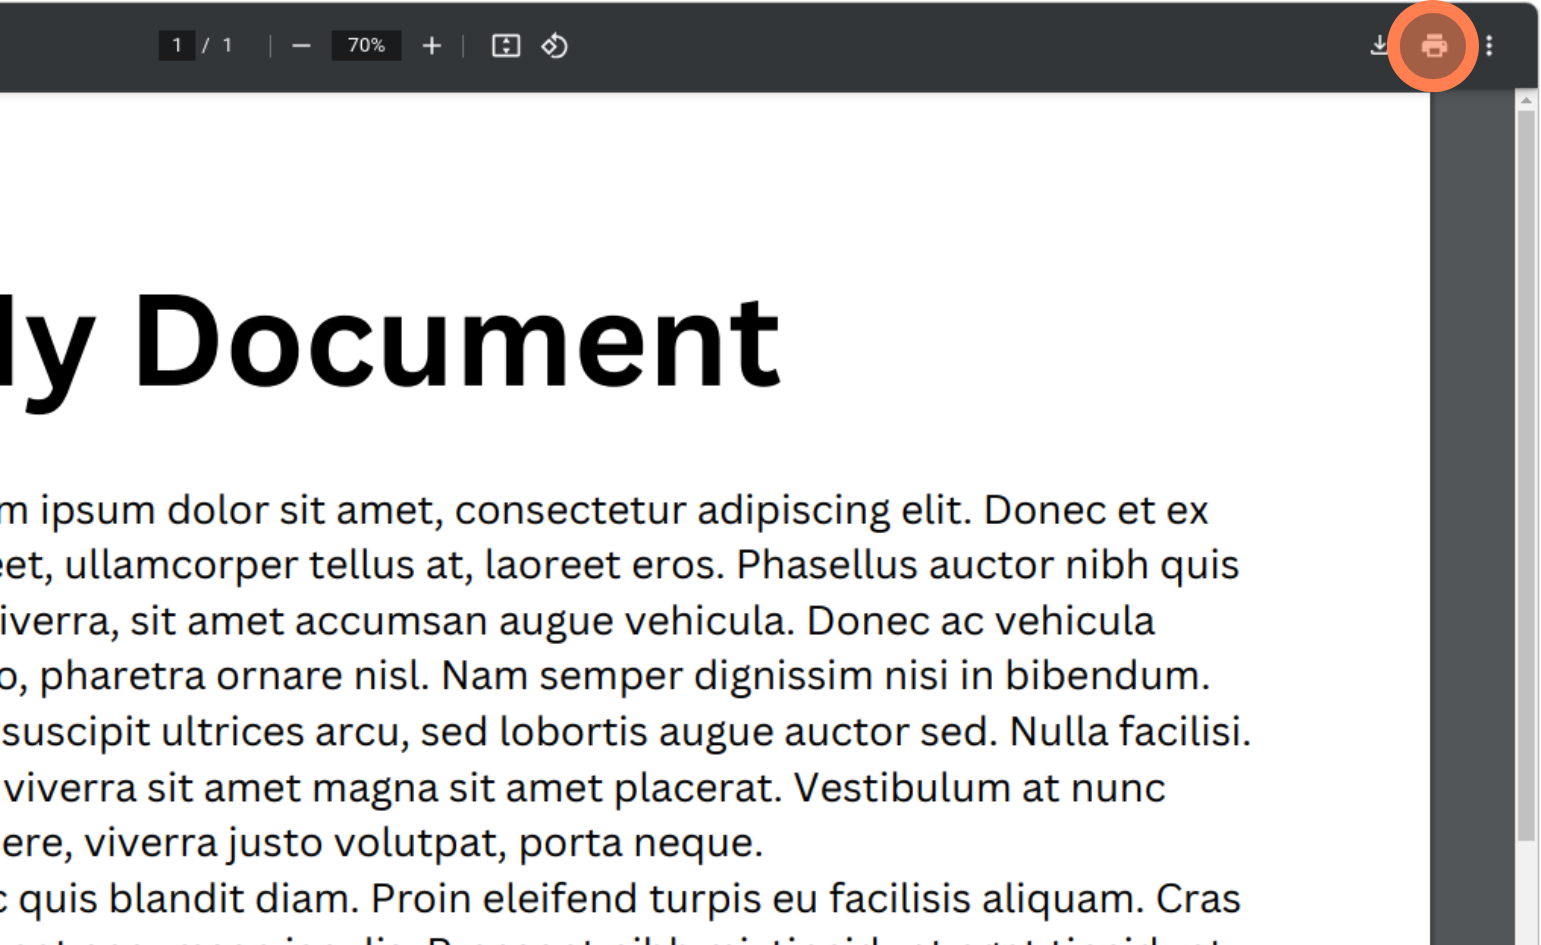 1 / 1 70%
y Document
m ipsum dolor sit amet, consectetur adipiscing elit. Donec et ex
eet, ullamcorper tellus at, laoreet eros. Phasellus auctor nibh quis
iverra, sit amet accumsan augue vehicula. Donec ac vehicula
o, pharetra ornare nisl. Nam semper dignissim nisi in bibendum.
suscipit ultrices arcu, sed lobortis augue auctor sed. Nulla facilisi.
viverra sit amet magna sit amet placerat. Vestibulum at nunc
ere, viverra justo volutpat, porta neque.
c quis blandit diam. Proin eleifend turpis eu facilisis aliquam. Cras